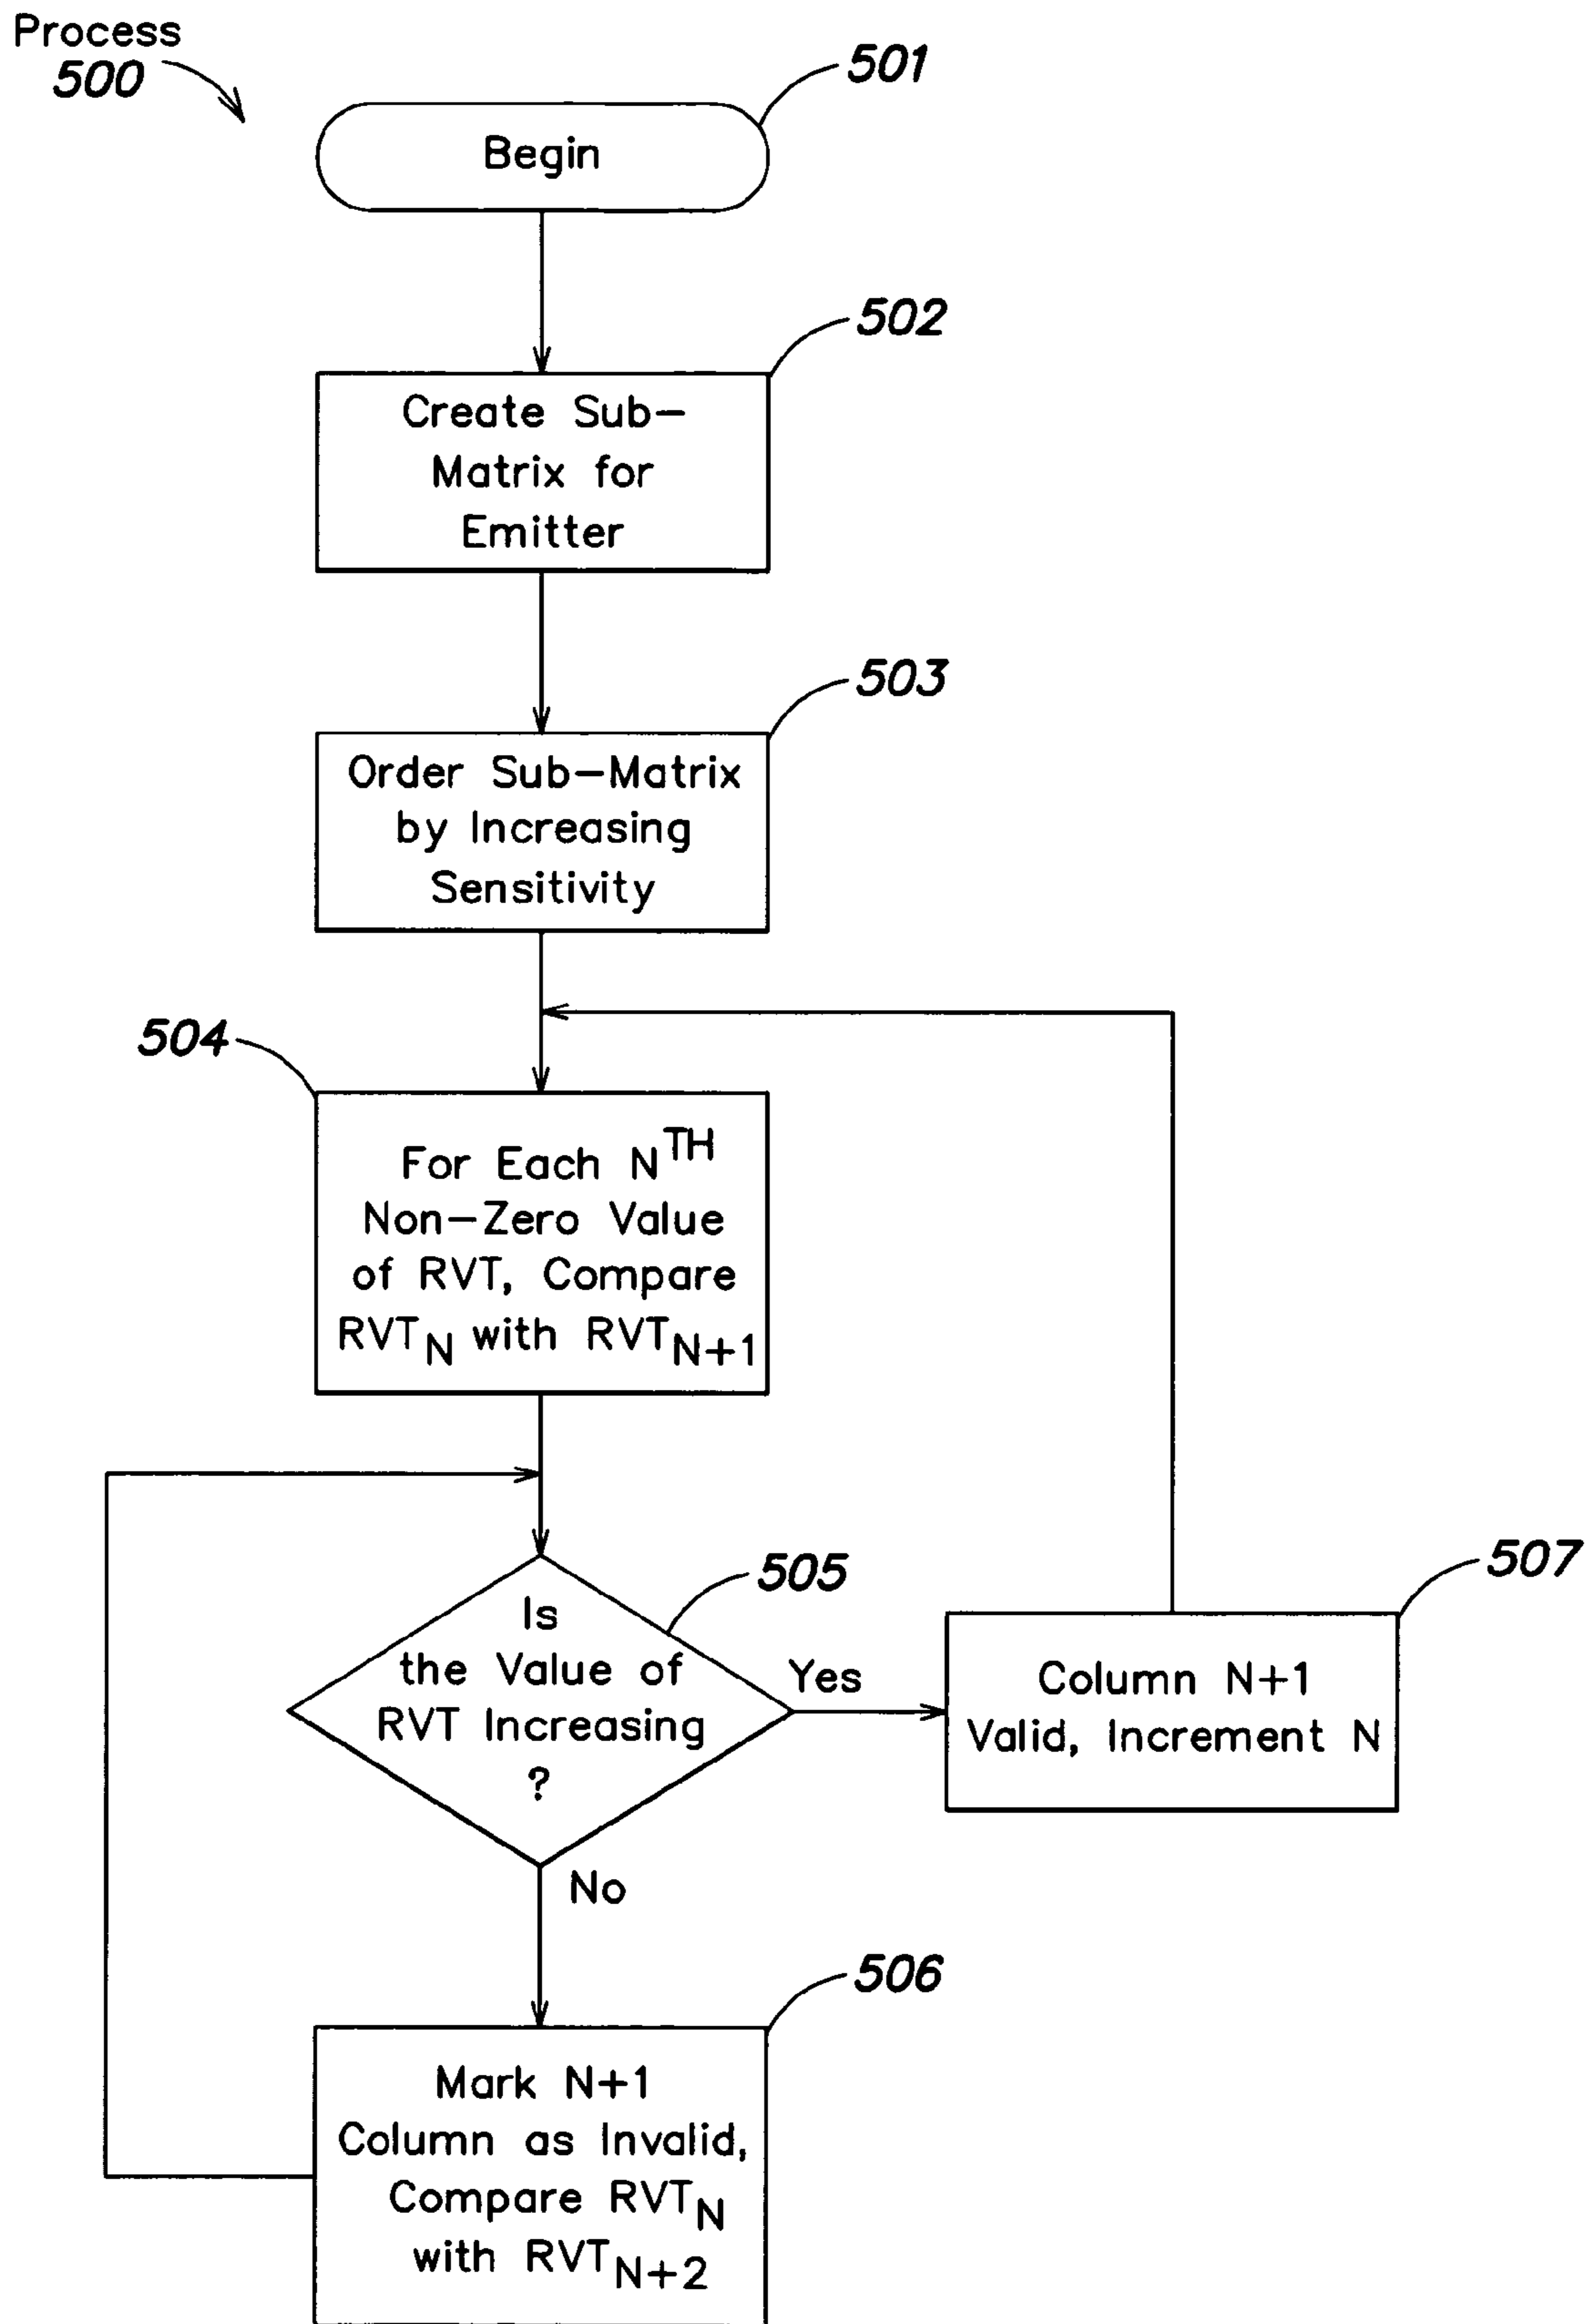 Process
500
501
Begin
502
Create Sub-
Matrix for
Emitter
503
Order Sub-Matrix
by Increasing
Sensitivity
504
For Each N^TH
Non-Zero Value
of RVT, Compare
RVT_N with RVT_N+1
505
Is
the Value of
RVT Increasing
?
Yes
507
Column N+1
Valid, Increment N
No
506
Mark N+1
Column as Invalid,
Compare RVT_N
with RVT_N+2